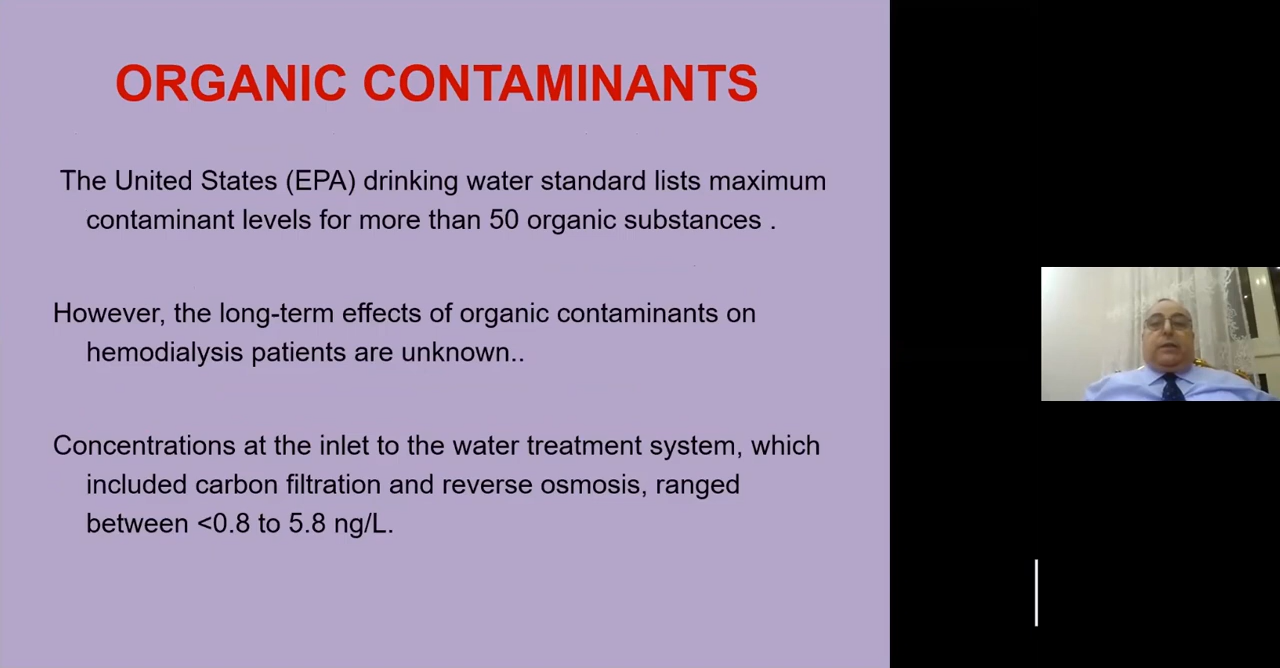 ORGANIC CONTAMINANTS
The United States (EPA) drinking water standard lists maximum
contaminant levels for more than 50 organic substances .
However, the long-term effects of organic contaminants on
hemodialysis patients are unknown..
Concentrations at the inlet to the water treatment system, which
included carbon filtration and reverse osmosis, ranged
between <0.8 to 5.8 ng/L.